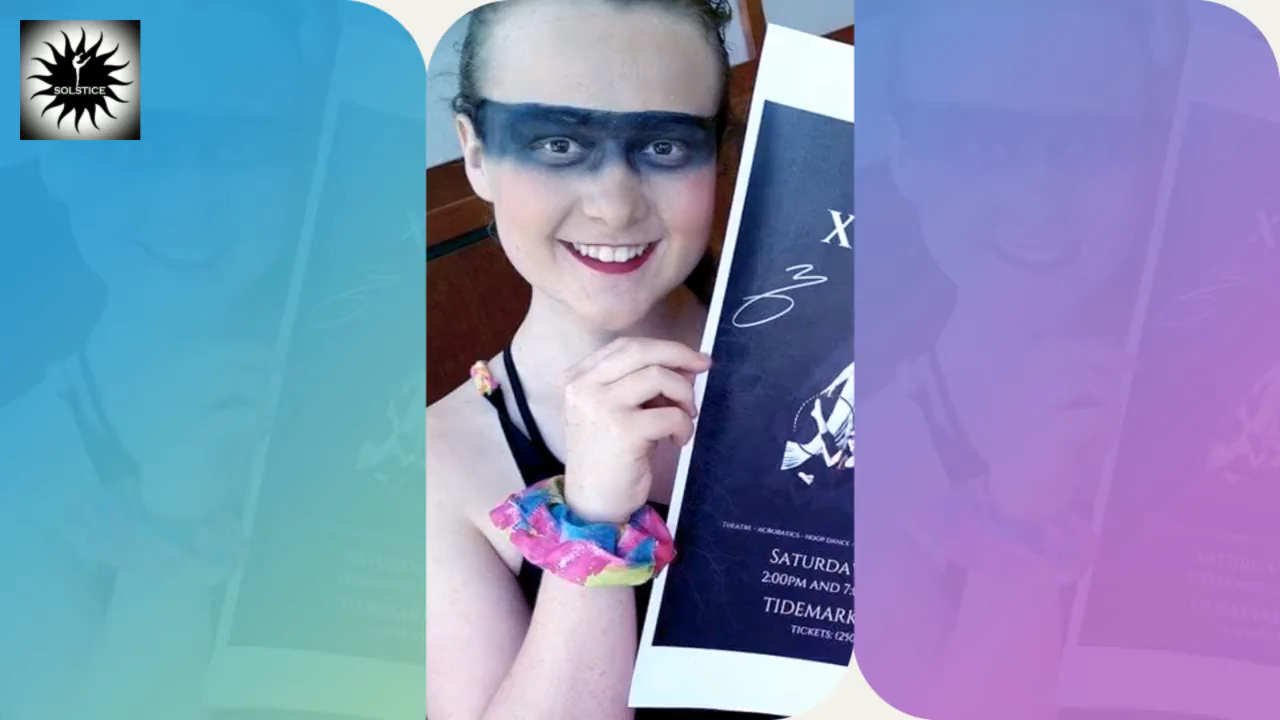 SOLSTICE
X
THEATRE - ACROBATICS - HOOP DANCE -
SATURDAY
2:00PM AND 7:
TIDEMARK
TICKETS: (250